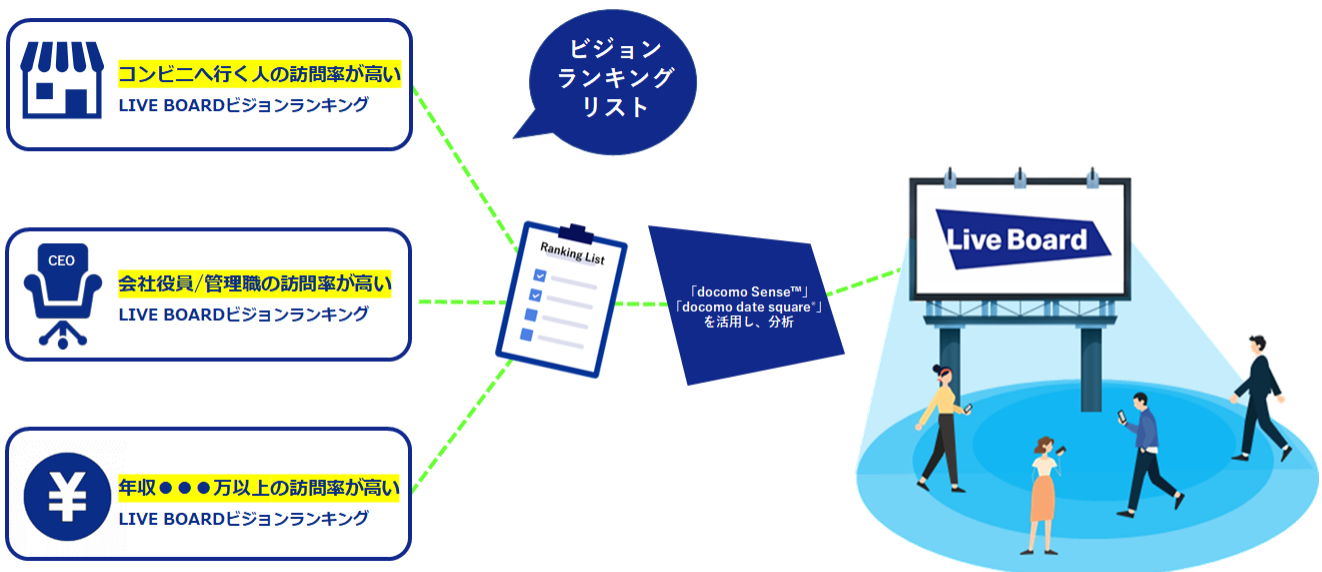 コンビニへ行く人の訪問率が高い
LIVE BOARDビジョンランキング
CEO
会社役員/管理職の訪問率が高い
LIVE BOARDビジョンランキング
¥
年収●●●万以上の訪問率が高い
LIVE BOARDビジョンランキング
ビジョン
ランキング
リスト
Ranking List
「docomo Sense™」
「docomo date square®」
を活用し、分析
Live Board